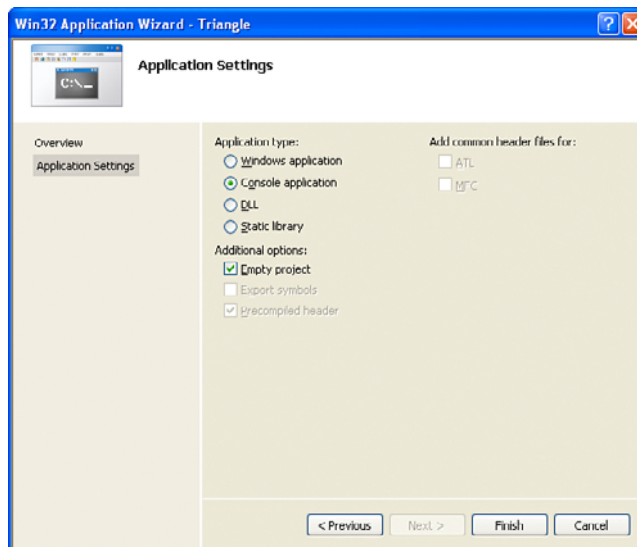 Win32 Application Wizard - Triangle
C:\_
Application Settings
Overview
Application Settings
Application type:
Windows application
Console application
DLL
Static library
Additional options:
Empty project
Export symbols
Precompiled header
Add common header files for:
ATL
MFC
< Previous
Next >
Finish
Cancel